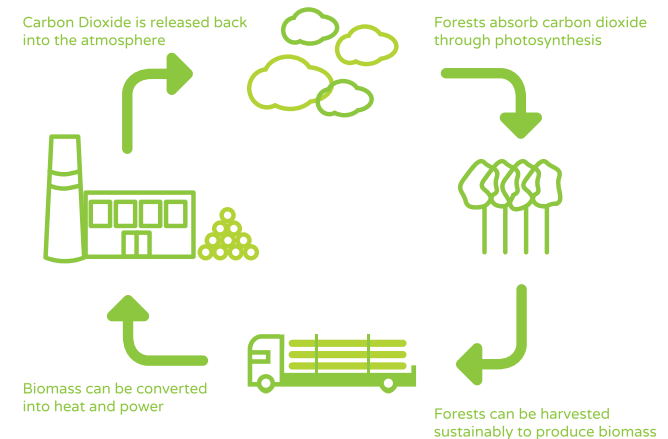 Carbon Dioxide is released back
into the atmosphere
Forests absorb carbon dioxide
through photosynthesis
Biomass can be converted
into heat and power
Forests can be harvested
sustainably to produce biomass